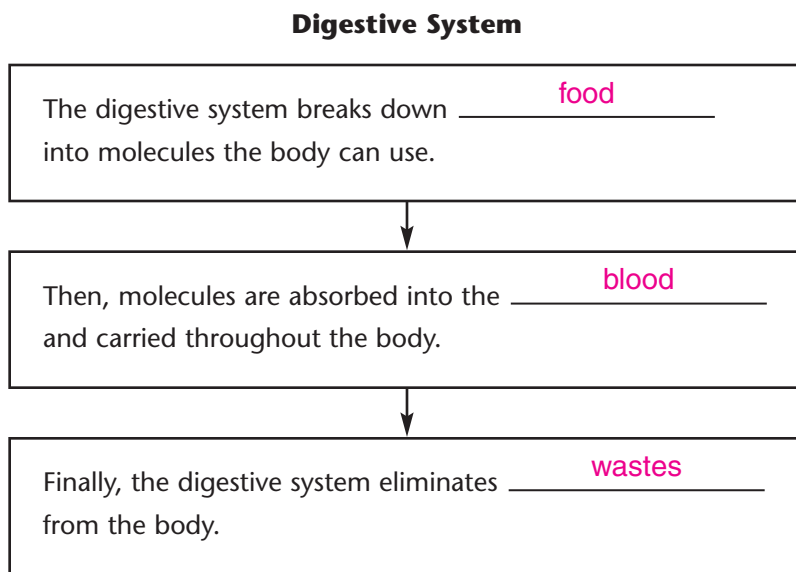 Digestive System
The digestive system breaks down food
into molecules the body can use.
Then, molecules are absorbed into the blood
and carried throughout the body.
Finally, the digestive system eliminates wastes
from the body.